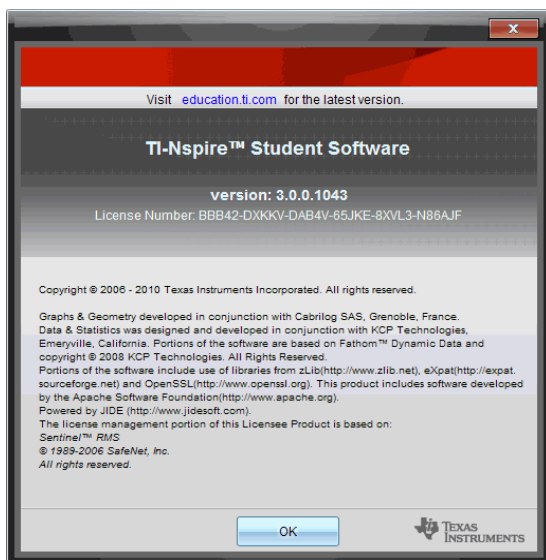 x
Visit education.ti.com for the latest version.
TI-Nspire™ Student Software
version: 3.0.0.1043
License Number: BBB42-DXKKV-DAB4V-65JKE-8XVL3-N86AJF
Copyright © 2006 - 2010 Texas Instruments Incorporated. All rights reserved.
Graphs & Geometry developed in conjunction with Cabrilog SAS, Grenoble, France.
Data & Statistics was designed and developed in conjunction with KCP Technologies,
Emeryville, California. Portions of the software are based on Fathom™ Dynamic Data and
copyright © 2008 KCP Technologies. All Rights Reserved.
Portions of the software include use of libraries from zLib(http://www.zlib.net), eXpat(http://expat.
sourceforge.net) and OpenSSL(http://www.openssl.org). This product includes software developed
by the Apache Software Foundation(http://www.apache.org).
Powered by JIDE (http://www.jidesoft.com).
The license management portion of this Licensee Product is based on:
Sentinel™ RMS
© 1989-2006 SafeNet, Inc.
All rights reserved.
OK
TEXAS
INSTRUMENTS